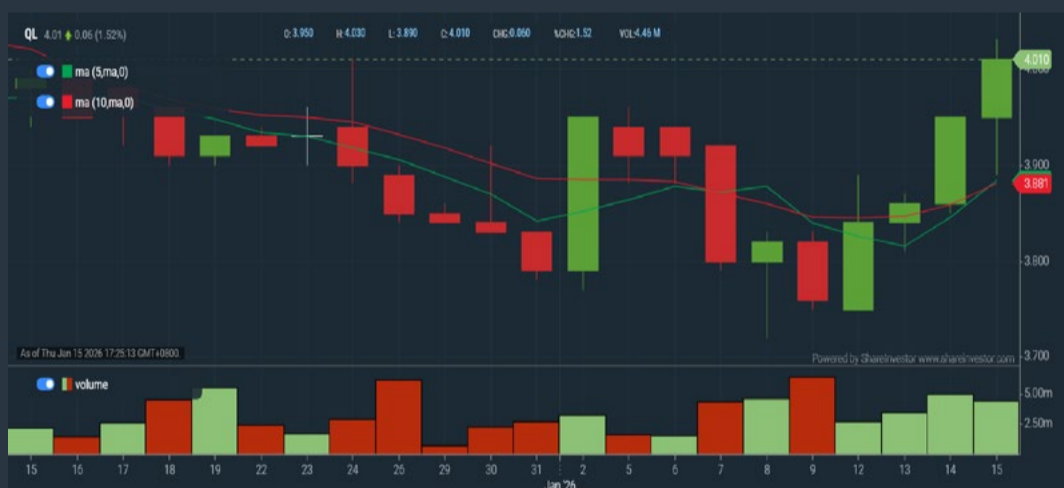 QL 4.01 0.06 (1.52%) O: 3.950 H: 4.030 L: 3.890 C: 4.010 CHG: 0.060 %CHG: 1.52 VOL: 4.46 M
ma (5,ma,0)
ma (10,ma,0)
4.010
3.900
3.881
3.800
3.700
As of Thu Jan 15 2026 17:25:13 GMT+0800.
Powered by ShareInvestor www.shareinvestor.com
volume
5.00m
2.50m
15 16 17 18 19 22 23 24 26 29 30 31 2 5 6 7 8 9 12 13 14 15
Jan '26